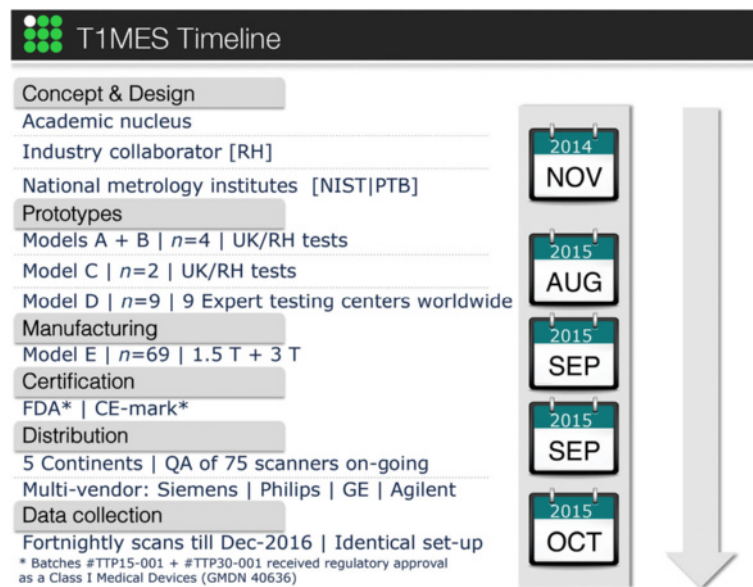 T1MES Timeline
Concept & Design
Academic nucleus
Industry collaborator [RH]
National metrology institutes [NIST|PTB]
2014
NOV
Prototypes
Models A + B | n=4 | UK/RH tests
Model C | n=2 | UK/RH tests
Model D | n=9 | 9 Expert testing centers worldwide
2015
AUG
Manufacturing
Model E | n=69 | 1.5 T + 3 T
2015
SEP
Certification
FDA* | CE-mark*
Distribution
5 Continents | QA of 75 scanners on-going
Multi-vendor: Siemens | Philips | GE | Agilent
2015
SEP
Data collection
Fortnightly scans till Dec-2016 | Identical set-up
2015
OCT
* Batches #TTP15-001 + #TTP30-001 received regulatory approval
as a Class I Medical Devices (GMDN 40636)